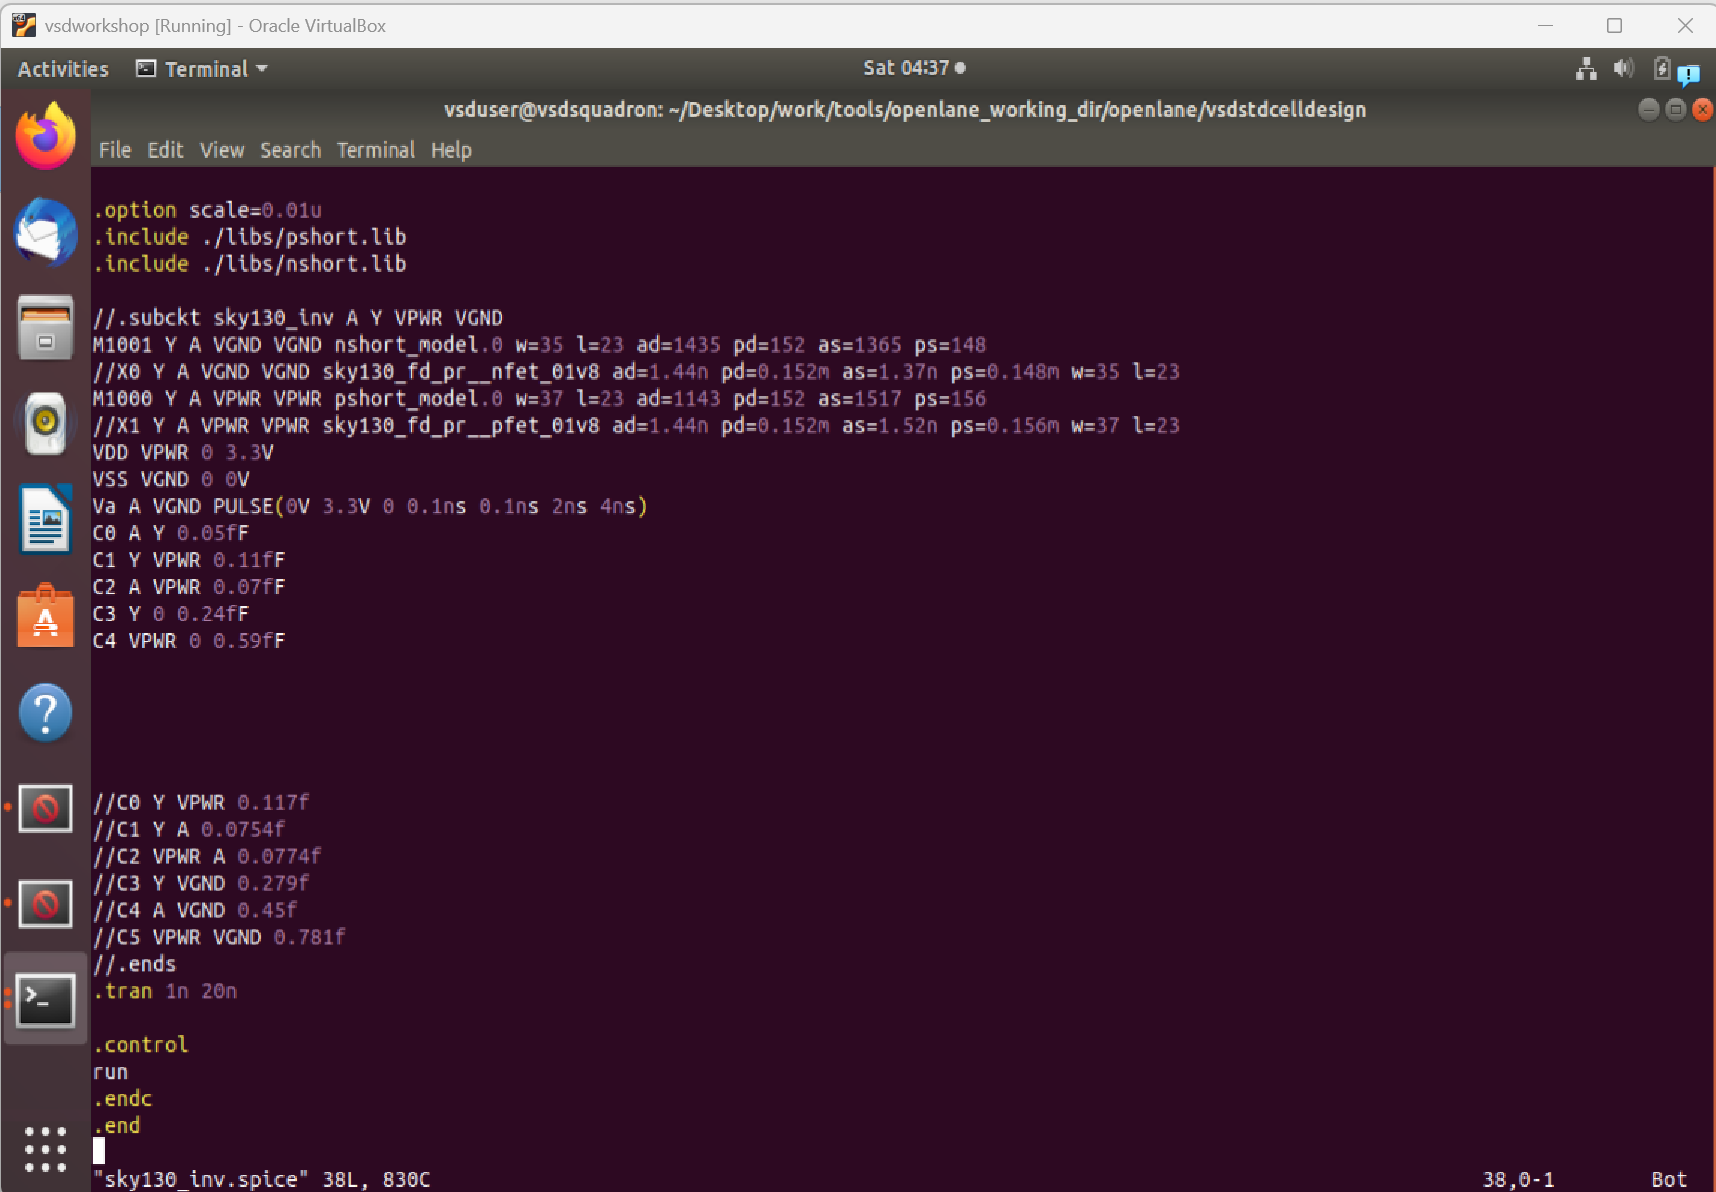 vsdworkshop [Running] - Oracle VirtualBox
Activities Terminal Sat 04:37
vsduser@vsdsquadron: ~/Desktop/work/tools/openlane_working_dir/openlane/vsdstdcelldesign
File Edit View Search Terminal Help
.option scale=0.01u
.include ./libs/pshort.lib
.include ./libs/nshort.lib
//.subckt sky130_inv A Y VPWR VGND
M1001 Y A VGND VGND nshort_model.0 w=35 l=23 ad=1435 pd=152 as=1365 ps=148
//X0 Y A VGND VGND sky130_fd_pr__nfet_01v8 ad=1.44n pd=0.152m as=1.37n ps=0.148m w=35 l=23
M1000 Y A VPWR VPWR pshort_model.0 w=37 l=23 ad=1143 pd=152 as=1517 ps=156
//X1 Y A VPWR VPWR sky130_fd_pr__pfet_01v8 ad=1.44n pd=0.152m as=1.52n ps=0.156m w=37 l=23
VDD VPWR 0 3.3V
VSS VGND 0 0V
Va A VGND PULSE(0V 3.3V 0 0.1ns 0.1ns 2ns 4ns)
C0 A Y 0.05fF
C1 Y VPWR 0.11fF
C2 A VPWR 0.07fF
C3 Y 0 0.24fF
C4 VPWR 0 0.59fF
//C0 Y VPWR 0.117f
//C1 Y A 0.0754f
//C2 VPWR A 0.0774f
//C3 Y VGND 0.279f
//C4 A VGND 0.45f
//C5 VPWR VGND 0.781f
//.ends
.tran 1n 20n
.control
run
.endc
.end
"sky130_inv.spice" 38L, 830C 38,0-1 Bot